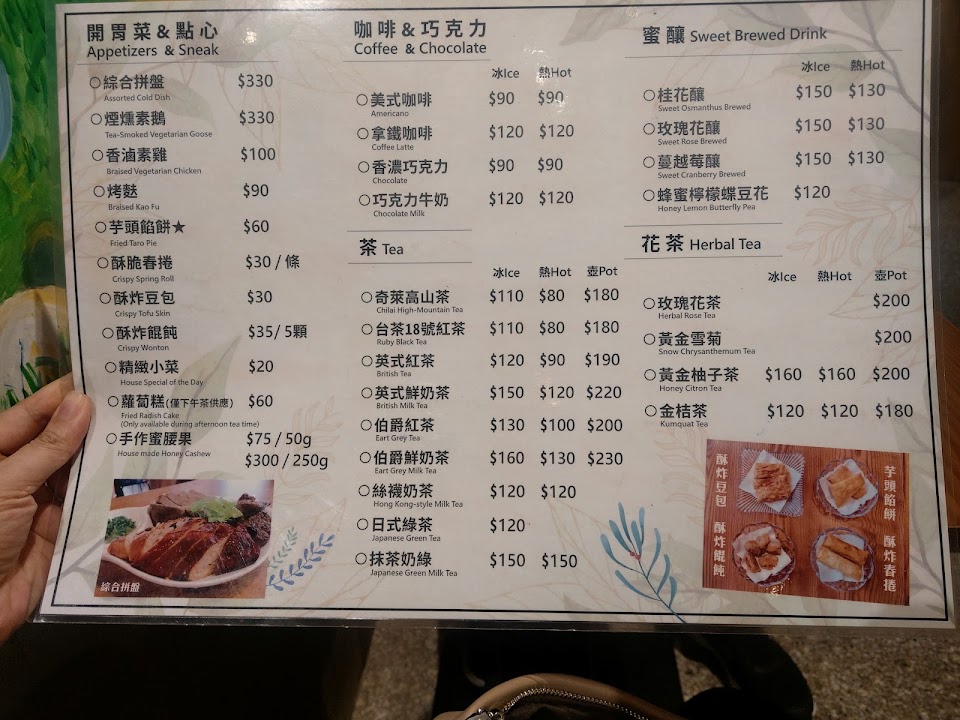 開胃菜&點心
Appetizers & Sneak
○綜合拼盤 $330
Assorted Cold Dish
○煙燻素鵝 $330
Tea-Smoked Vegetarian Goose
○香滷素雞 $100
Braised Vegetarian Chicken
○烤麩 $90
Braised Kao Fu
○芋頭餡餅★ $60
Fried Taro Pie
○酥脆春捲 $30 / 條
Crispy Spring Roll
○酥炸豆包 $30
Crispy Tofu Skin
○酥炸餛飩 $35/ 5顆
Crispy Wonton
○精緻小菜 $20
House Special of the Day
○蘿蔔糕(僅下午茶供應) $60
Fried Radish Cake
(Only available during afternoon tea time)
○手作蜜腰果 $75 / 50g
House made Honey Cashew
$300 / 250g
綜合拼盤
咖啡&巧克力
Coffee & Chocolate
冰Ice 熱Hot
○美式咖啡 $90 $90
Americano
○拿鐵咖啡 $120 $120
Coffee Latte
○香濃巧克力 $90 $90
Chocolate
○巧克力牛奶 $120 $120
Chocolate Milk
茶 Tea
冰Ice 熱Hot 壺Pot
○奇萊高山茶 $110 $80 $180
Chilai High-Mountain Tea
○台茶18號紅茶 $110 $80 $180
Ruby Black Tea
○英式紅茶 $120 $90 $190
British Tea
○英式鮮奶茶 $150 $120 $220
British Milk Tea
○伯爵紅茶 $130 $100 $200
Eart Grey Tea
○伯爵鮮奶茶 $160 $130 $230
Eart Grey Milk Tea
○絲襪奶茶 $120 $120
Hong Kong-style Milk Tea
○日式綠茶 $120
Japanese Green Tea
○抹茶奶綠 $150 $150
Japanese Green Milk Tea
蜜釀 Sweet Brewed Drink
冰Ice 熱Hot
○桂花釀 $150 $130
Sweet Osmanthus Brewed
○玫瑰花釀 $150 $130
Sweet Rose Brewed
○蔓越莓釀 $150 $130
Sweet Cranberry Brewed
○蜂蜜檸檬蝶豆花 $120
Honey Lemon Butterfly Pea
花茶 Herbal Tea
冰Ice 熱Hot 壺Pot
○玫瑰花茶 $200
Herbal Rose Tea
○黃金雪菊 $200
Snow Chrysanthemum Tea
○黃金柚子茶 $160 $160 $200
Honey Citron Tea
○金桔茶 $120 $120 $180
Kumquat Tea
酥炸豆包
芋頭餡餅
酥炸餛飩
酥炸春捲